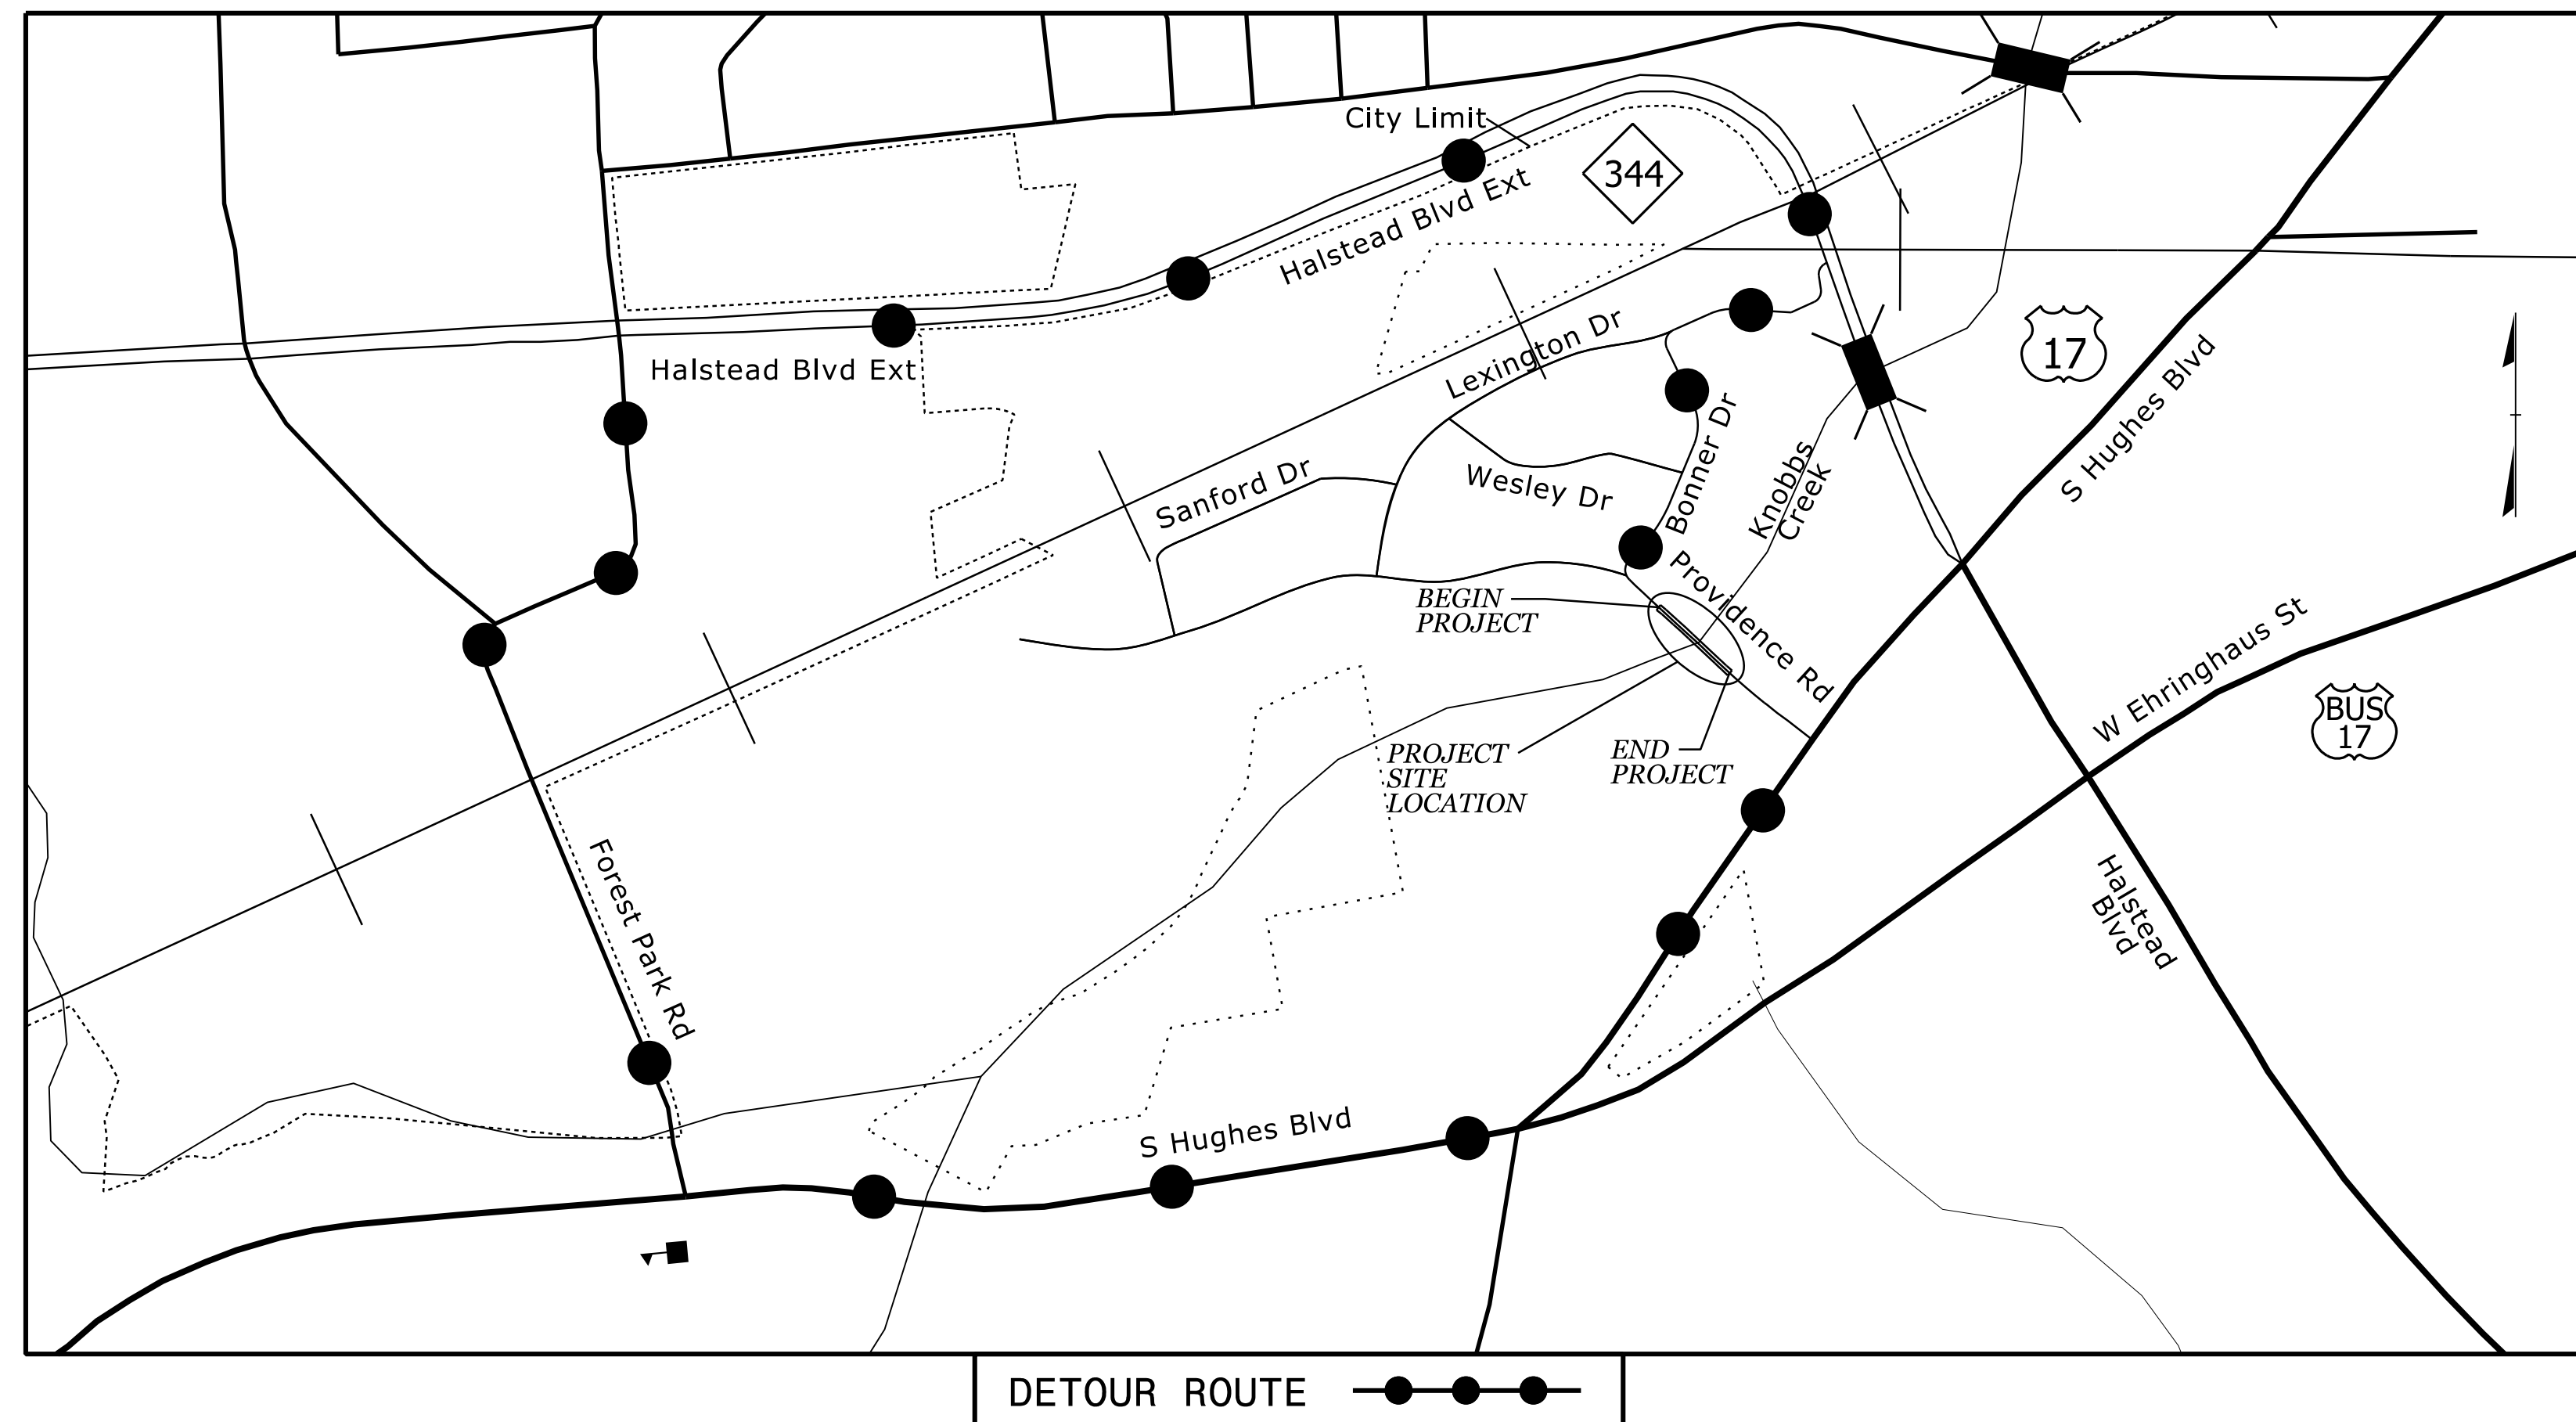 City Limit
344
Halstead Blvd Ext
Halstead Blvd Ext
Lexington Dr
17
S Hughes Blvd
Sanford Dr
Wesley Dr
Bonner Dr
Knobbs
Creek
Providence Rd
BEGIN
PROJECT
W Ehringhaus St
BUS
17
PROJECT
SITE
LOCATION
END
PROJECT
Forest Park Rd
Halstead
Blvd
S Hughes Blvd
DETOUR ROUTE